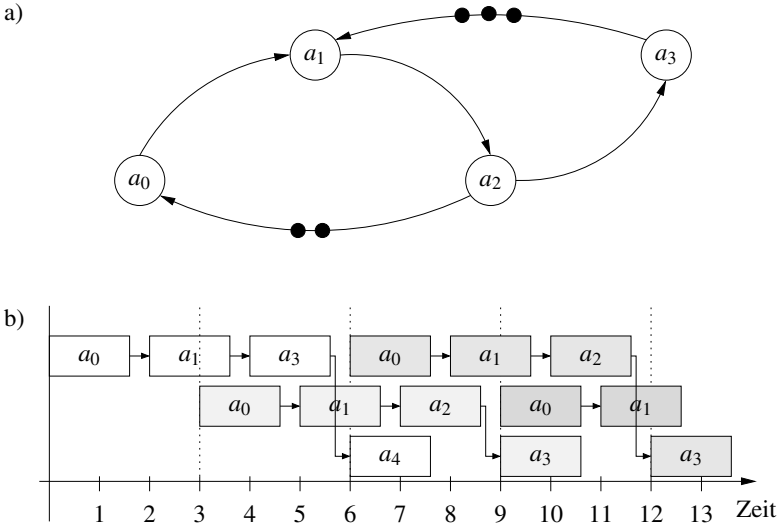 a)
a1 a3
a0 a2
b)
a0 a1 a3 a0 a1 a2
a0 a1 a2 a0 a1
a4 a3 a3
1 2 3 4 5 6 7 8 9 10 11 12 13 Zeit